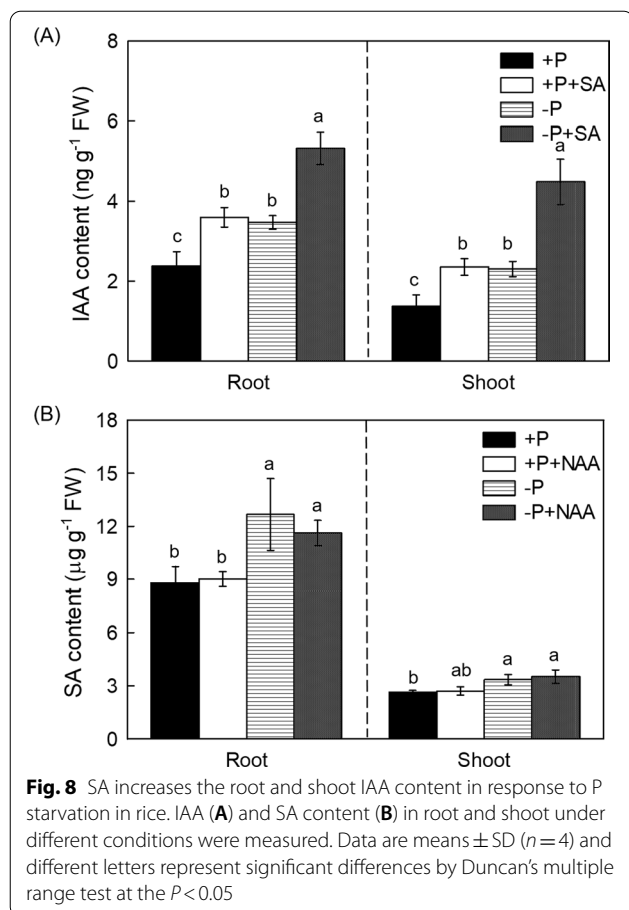 (A)
8
6
4
2
0
IAA content (ng g⁻¹ FW)
+P
+P+SA
-P
-P+SA
c
b
b
a
c
b
b
a
Root
Shoot
(B)
18
15
12
9
6
3
0
SA content (µg g⁻¹ FW)
+P
+P+NAA
-P
-P+NAA
b
b
a
a
b
ab
a
a
Root
Shoot
Fig. 8 SA increases the root and shoot IAA content in response to P
starvation in rice. IAA (A) and SA content (B) in root and shoot under
different conditions were measured. Data are means ± SD (n = 4) and
different letters represent significant differences by Duncan's multiple
range test at the P < 0.05